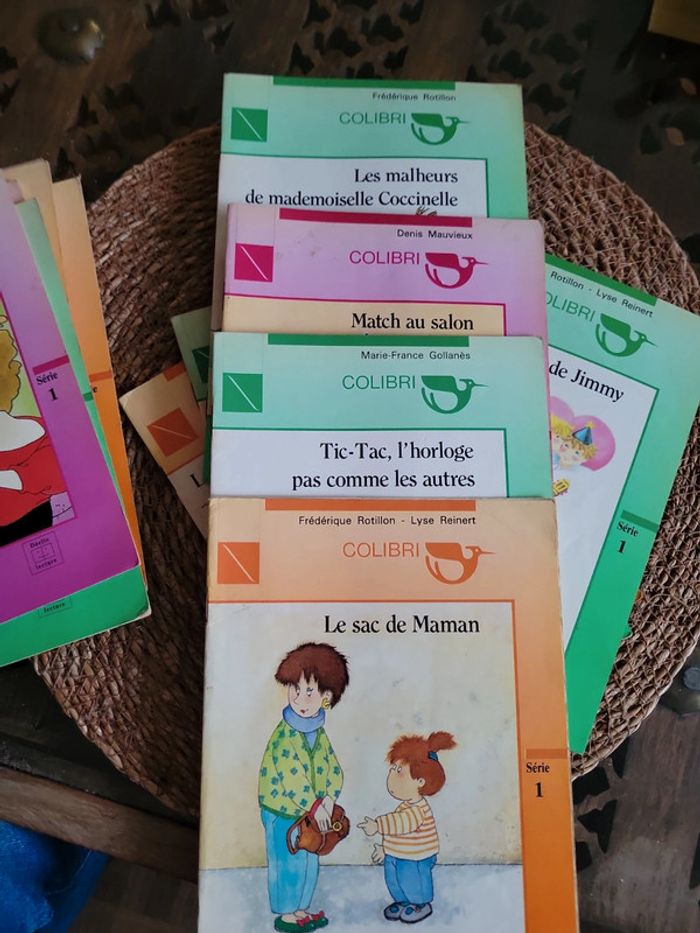 Frédérique Rotillon
COLIBRI
Les malheurs
de mademoiselle Coccinelle
Denis Mauvieux
COLIBRI
Match au salon
Marie-France Gollanès
COLIBRI
Tic-Tac, l'horloge
pas comme les autres
Frédérique Rotillon - Lyse Reinert
COLIBRI
Le sac de Maman
Série
1
Rotillon - Lyse Reinert
COLIBRI
de Jimmy
Série
1
Série
1
lecture
lecture